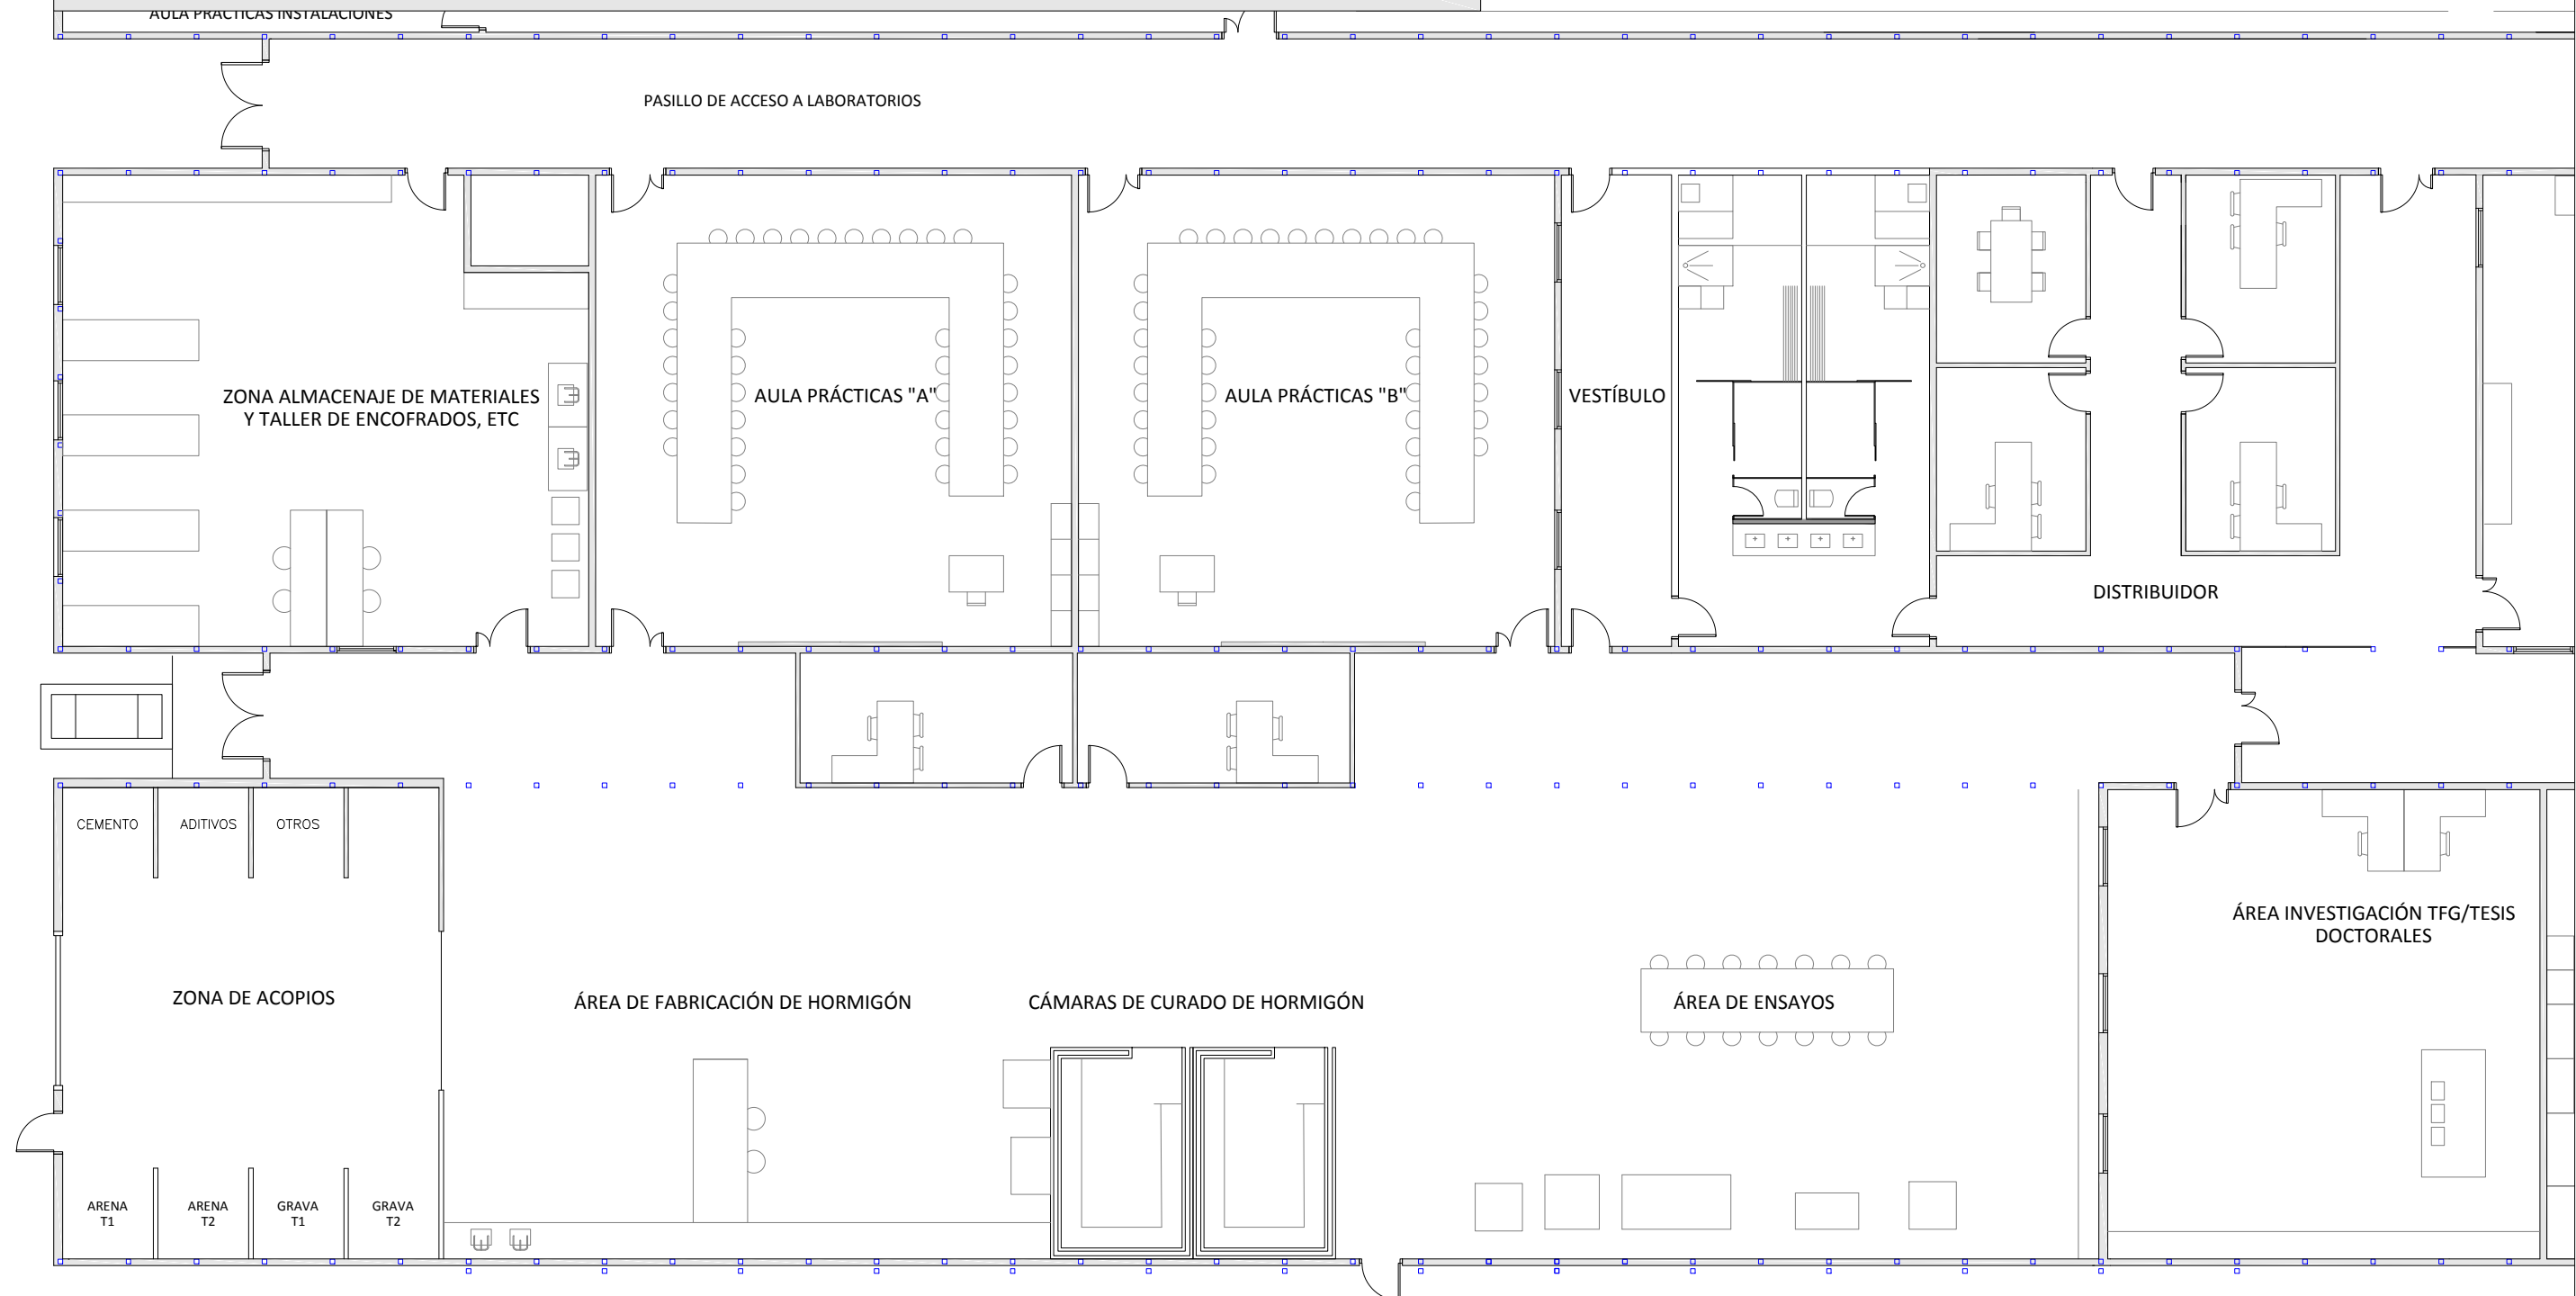 AULA PRÁCTICAS INSTALACIONES
PASILLO DE ACCESO A LABORATORIOS
ZONA ALMACENAJE DE MATERIALES
Y TALLER DE ENCOFRADOS, ETC
AULA PRÁCTICAS "A"
AULA PRÁCTICAS "B"
VESTÍBULO
DISTRIBUIDOR
CEMENTO
ADITIVOS
OTROS
ÁREA INVESTIGACIÓN TFG/TESIS
DOCTORALES
ZONA DE ACOPIOS
ÁREA DE FABRICACIÓN DE HORMIGÓN
CÁMARAS DE CURADO DE HORMIGÓN
ÁREA DE ENSAYOS
ARENA
T1
ARENA
T2
GRAVA
T1
GRAVA
T2